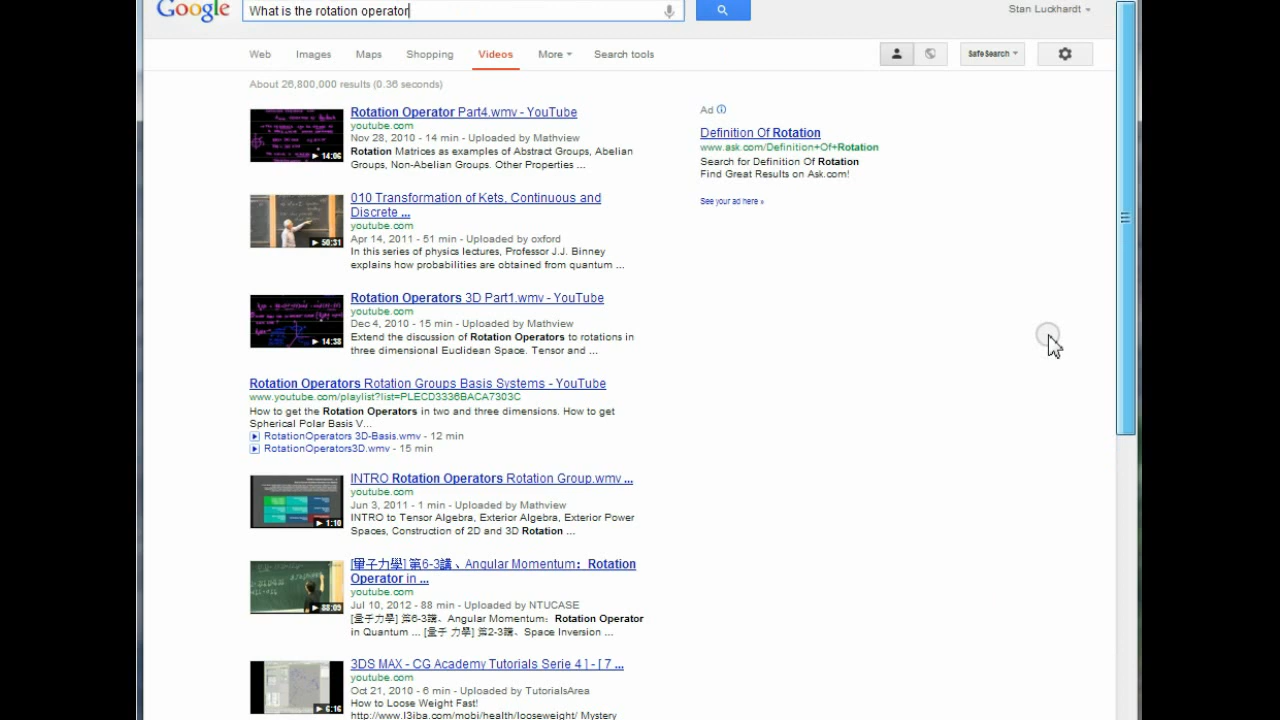 Google
What is the rotation operator
Stan Luckhardt
Web Images Maps Shopping Videos More Search tools
SafeSearch
About 26,800,000 results (0.36 seconds)
Rotation Operator Part4.wmv - YouTube
youtube.com
Nov 28, 2010 - 14 min - Uploaded by Mathview
Rotation Matrices as examples of Abstract Groups, Abelian
Groups, Non-Abelian Groups. Other Properties ...
14:06
010 Transformation of Kets, Continuous and
Discrete ...
youtube.com
Apr 14, 2011 - 51 min - Uploaded by oxford
In this series of physics lectures, Professor J.J. Binney
explains how probabilities are obtained from quantum ...
50:31
Rotation Operators 3D Part1.wmv - YouTube
youtube.com
Dec 4, 2010 - 15 min - Uploaded by Mathview
Extend the discussion of Rotation Operators to rotations in
three dimensional Euclidean Space. Tensor and ...
14:38
Rotation Operators Rotation Groups Basis Systems - YouTube
www.youtube.com/playlist?list=PLECD3336BACA7303C
How to get the Rotation Operators in two and three dimensions. How to get
Spherical Polar Basis V...
RotationOperators 3D-Basis.wmv - 12 min
RotationOperators3D.wmv - 15 min
INTRO Rotation Operators Rotation Group.wmv ...
youtube.com
Jun 3, 2011 - 1 min - Uploaded by Mathview
INTRO to Tensor Algebra, Exterior Algebra, Exterior Power
Spaces, Construction of 2D and 3D Rotation ...
1:10
[量子力學] 第6-3講、Angular Momentum：Rotation
Operator in ...
youtube.com
Jul 10, 2012 - 88 min - Uploaded by NTUCASE
[量子力學] 第6-3講、Angular Momentum：Rotation Operator
in Quantum ... [量子 力學] 第2-3講、Space Inversion ...
88:09
3DS MAX - CG Academy Tutorials Serie 4 ] - [ 7 ...
youtube.com
Oct 21, 2010 - 6 min - Uploaded by TutorialsArea
How to Loose Weight Fast!
http://www.l3iba.com/mobi/health/looseweight/ Mystery
6:16
Ad
Definition Of Rotation
www.ask.com/Definition+Of+Rotation
Search for Definition Of Rotation
Find Great Results on Ask.com!
See your ad here »